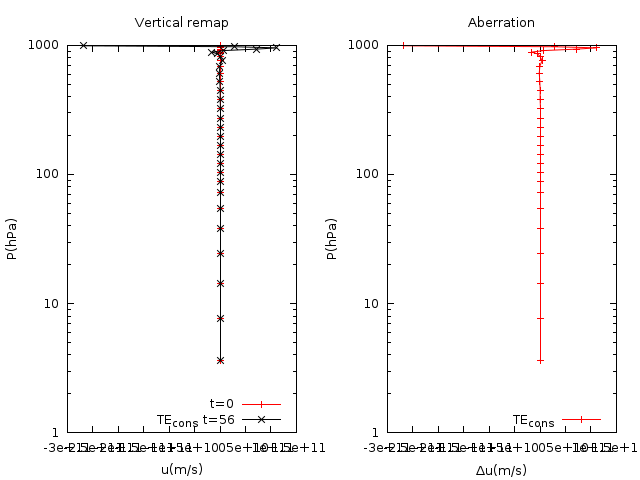 Vertical remap
Aberration
1000
100
10
1
P(hPa)
t=0
TEcons t=56
u(m/s)
1000
100
10
1
P(hPa)
TEcons
Δu(m/s)